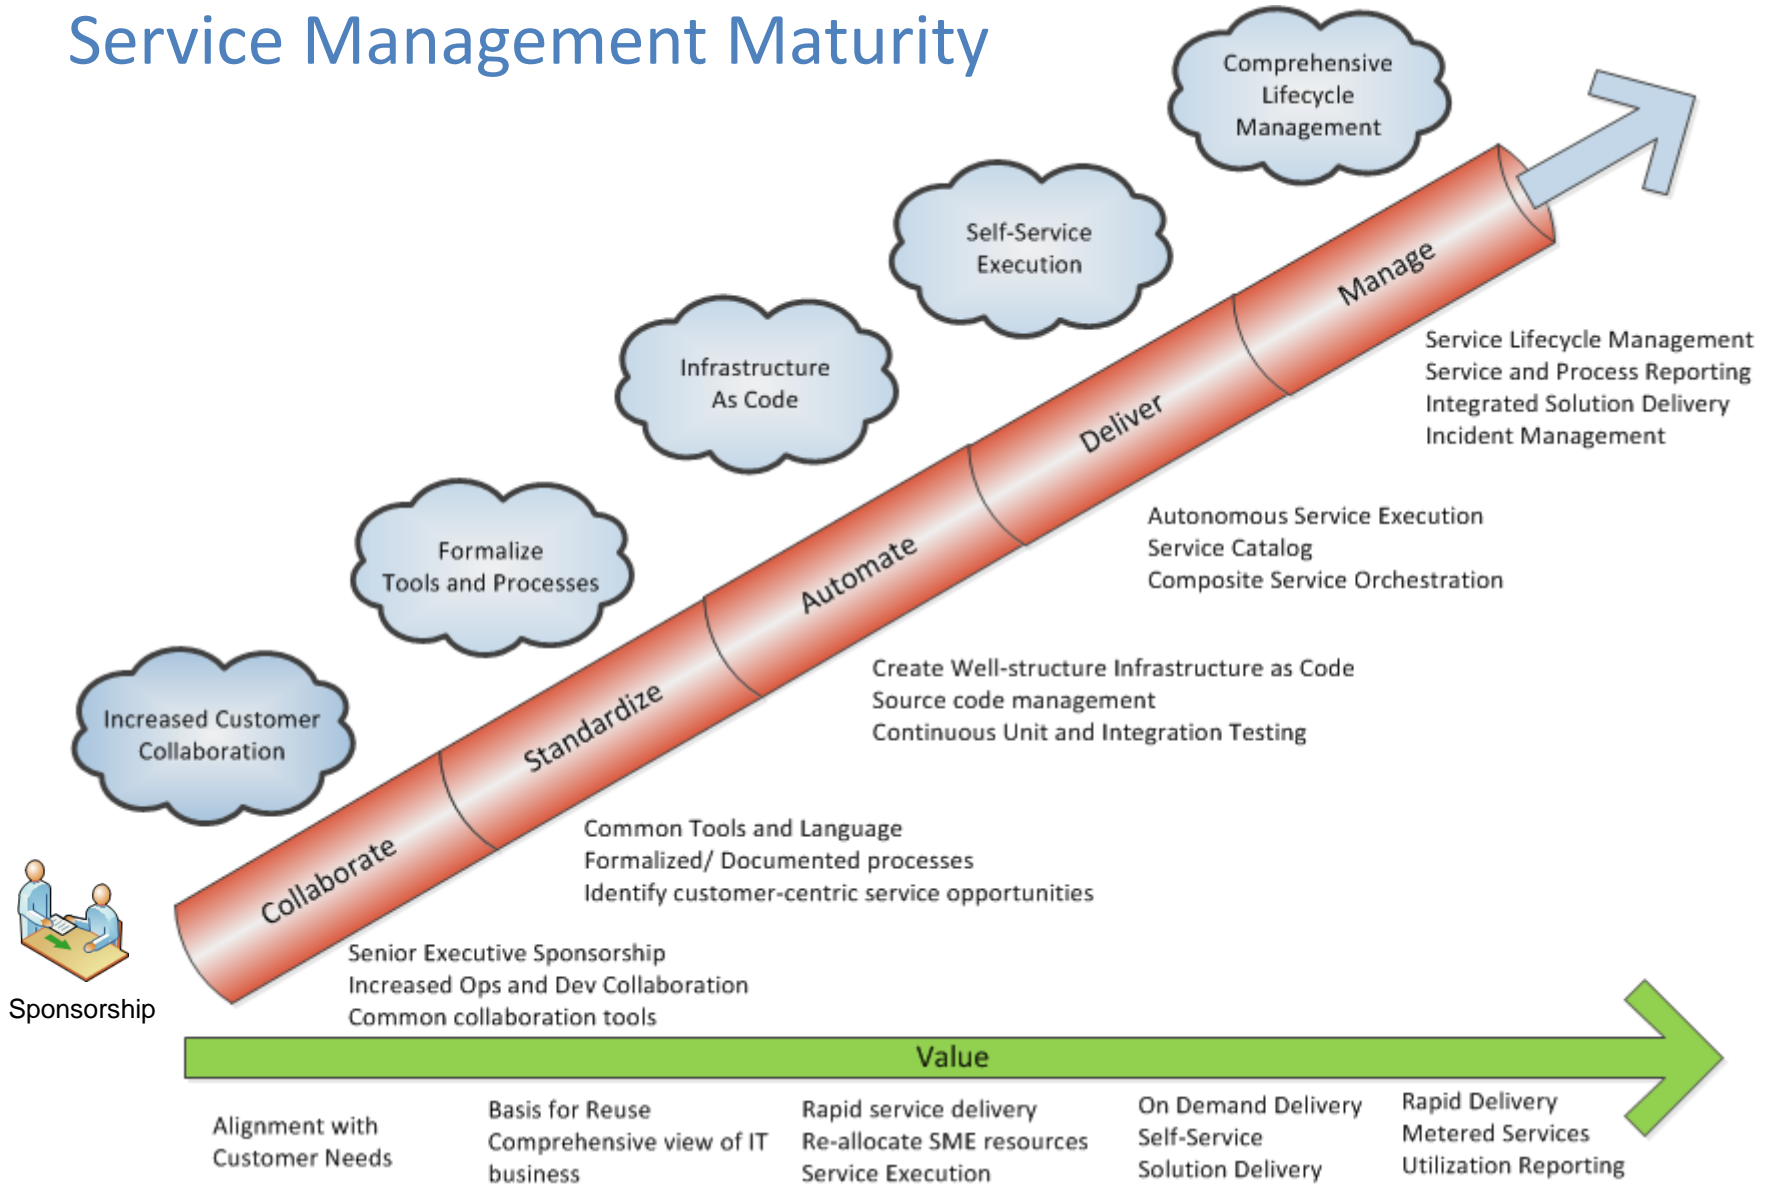 Service Management Maturity
Comprehensive
Lifecycle
Management
Self-Service
Execution
Infrastructure
As Code
Formalize
Tools and Processes
Increased Customer
Collaboration
Manage
Deliver
Automate
Standardize
Collaborate
Service Lifecycle Management
Service and Process Reporting
Integrated Solution Delivery
Incident Management
Autonomous Service Execution
Service Catalog
Composite Service Orchestration
Create Well-structure Infrastructure as Code
Source code management
Continuous Unit and Integration Testing
Common Tools and Language
Formalized/ Documented processes
Identify customer-centric service opportunities
Senior Executive Sponsorship
Increased Ops and Dev Collaboration
Common collaboration tools
Sponsorship
Value
Alignment with
Customer Needs
Basis for Reuse
Comprehensive view of IT
business
Rapid service delivery
Re-allocate SME resources
Service Execution
On Demand Delivery
Self-Service
Solution Delivery
Rapid Delivery
Metered Services
Utilization Reporting